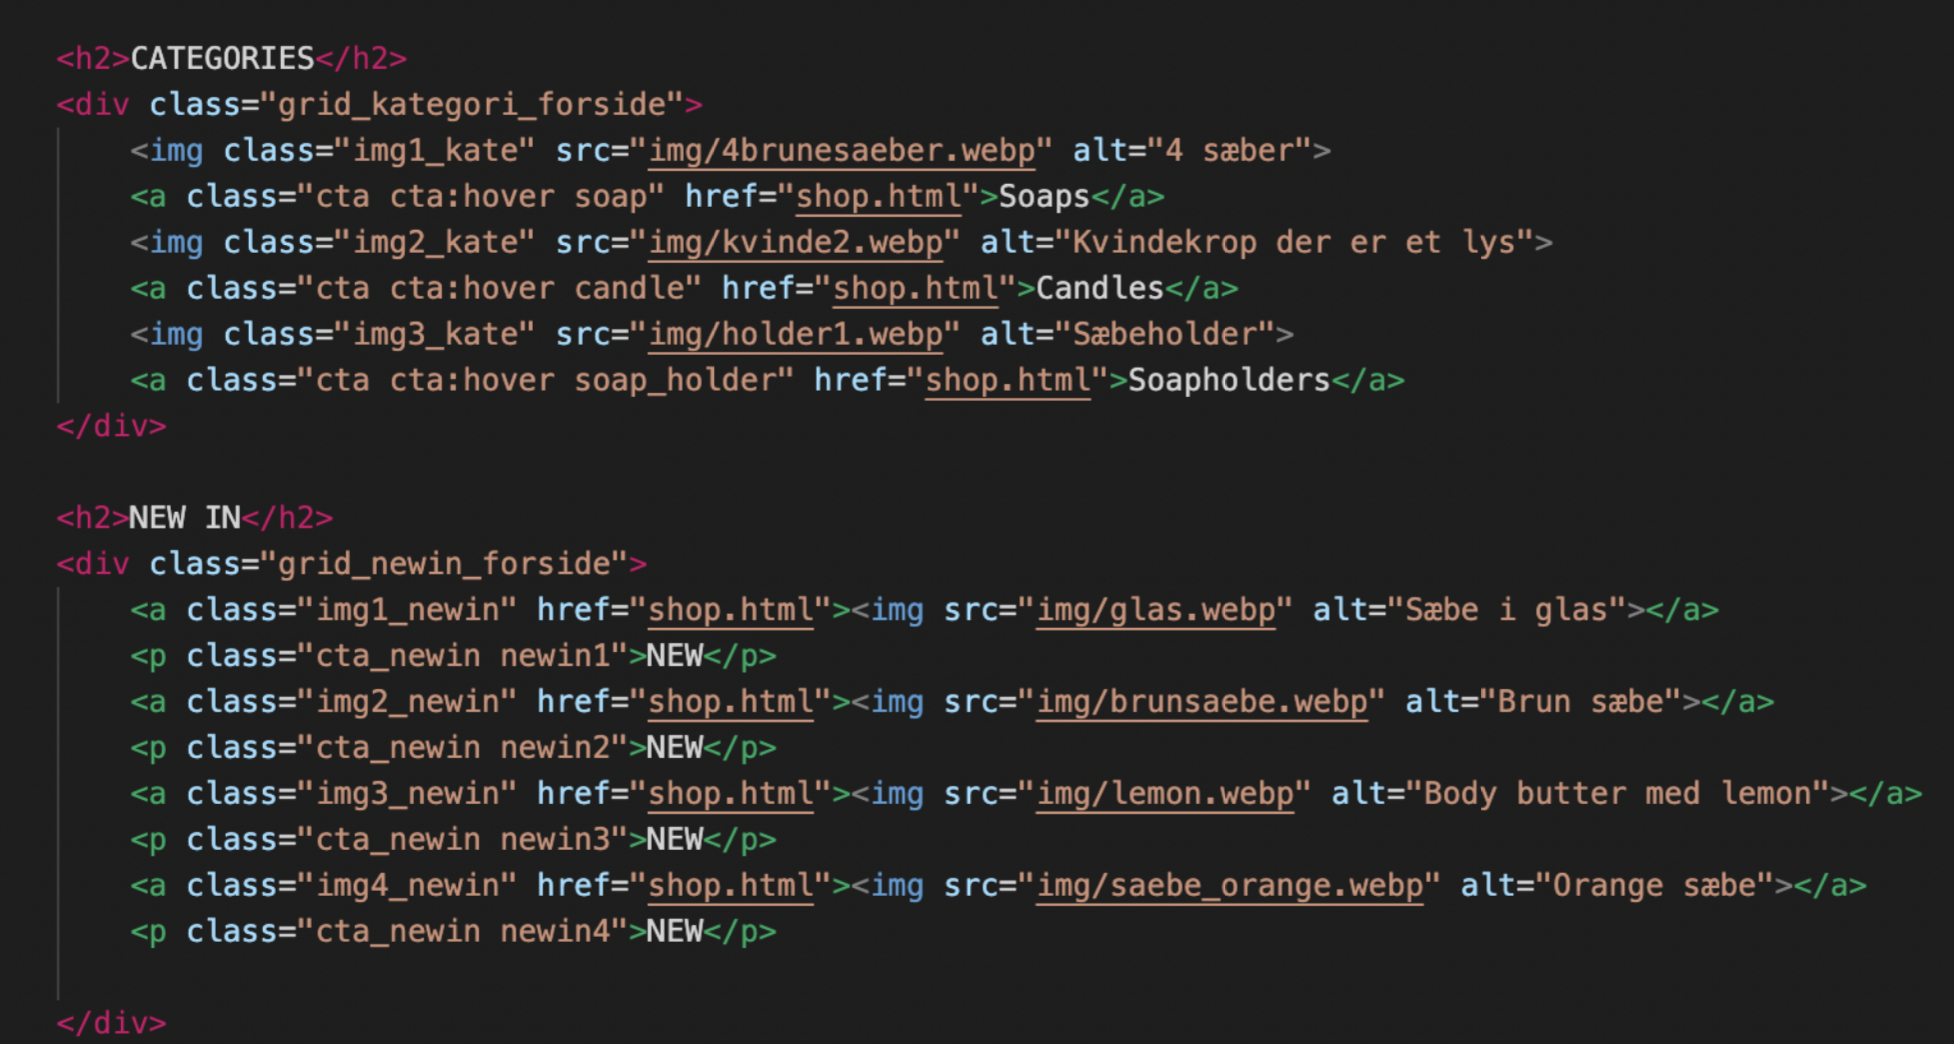 <h2>CATEGORIES</h2>
<div class="grid_kategori_forside">
<img class="img1_kate" src="img/4brunesaeber.webp" alt="4 sæber">
<a class="cta cta:hover soap" href="shop.html">Soaps</a>
<img class="img2_kate" src="img/kvinde2.webp" alt="Kvindekrop der er et lys">
<a class="cta cta:hover candle" href="shop.html">Candles</a>
<img class="img3_kate" src="img/holder1.webp" alt="Sæbeholder">
<a class="cta cta:hover soap_holder" href="shop.html">Soapholders</a>
</div>
<h2>NEW IN</h2>
<div class="grid_newin_forside">
<a class="img1_newin" href="shop.html"><img src="img/glas.webp" alt="Sæbe i glas"></a>
<p class="cta_newin newin1">NEW</p>
<a class="img2_newin" href="shop.html"><img src="img/brunsaebe.webp" alt="Brun sæbe"></a>
<p class="cta_newin newin2">NEW</p>
<a class="img3_newin" href="shop.html"><img src="img/lemon.webp" alt="Body butter med lemon"></a>
<p class="cta_newin newin3">NEW</p>
<a class="img4_newin" href="shop.html"><img src="img/saebe_orange.webp" alt="Orange sæbe"></a>
<p class="cta_newin newin4">NEW</p>
</div>